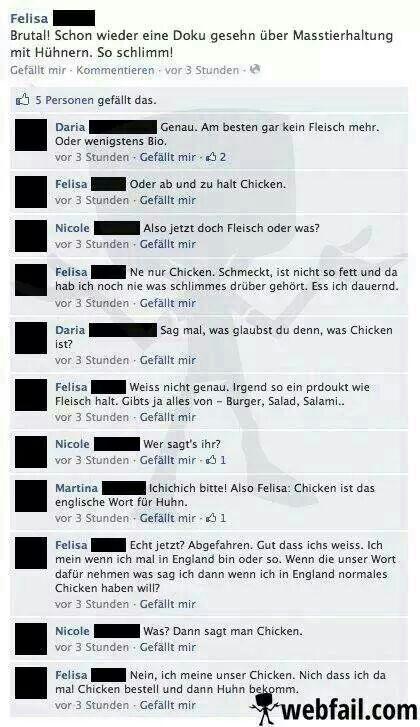 Felisa
Brutal! Schon wieder eine Doku gesehn über Masstierhaltung
mit Hühnern. So schlimm!
Gefällt mir · Kommentieren · vor 3 Stunden ·
5 Personen gefällt das.
Daria Genau. Am besten gar kein Fleisch mehr.
Oder wenigstens Bio.
vor 3 Stunden · Gefällt mir · 2
Felisa Oder ab und zu halt Chicken.
vor 3 Stunden · Gefällt mir
Nicole Also jetzt doch Fleisch oder was?
vor 3 Stunden · Gefällt mir
Felisa Ne nur Chicken. Schmeckt, ist nicht so fett und da
hab ich noch nie was schlimmes drüber gehört. Ess ich dauernd.
vor 3 Stunden · Gefällt mir
Daria Sag mal, was glaubst du denn, was Chicken
ist?
vor 3 Stunden · Gefällt mir
Felisa Weiss nicht genau. Irgend so ein prdoukt wie
Fleisch halt. Gibts ja alles von – Burger, Salad, Salami..
vor 3 Stunden · Gefällt mir
Nicole Wer sagt's ihr?
vor 3 Stunden · Gefällt mir · 1
Martina Ichichich bitte! Also Felisa: Chicken ist das
englische Wort für Huhn.
vor 3 Stunden · Gefällt mir · 1
Felisa Echt jetzt? Abgefahren. Gut dass ichs weiss. Ich
mein wenn ich mal in England bin oder so. Wenn die unser Wort
dafür nehmen was sag ich dann wenn ich in England normales
Chicken haben will?
vor 3 Stunden · Gefällt mir
Nicole Was? Dann sagt man Chicken.
vor 3 Stunden · Gefällt mir
Felisa Nein, ich meine unser Chicken. Nich dass ich da
mal Chicken bestell und dann Huhn bekomm.
vor 3 Stunden · Gefällt mir
webfail.com